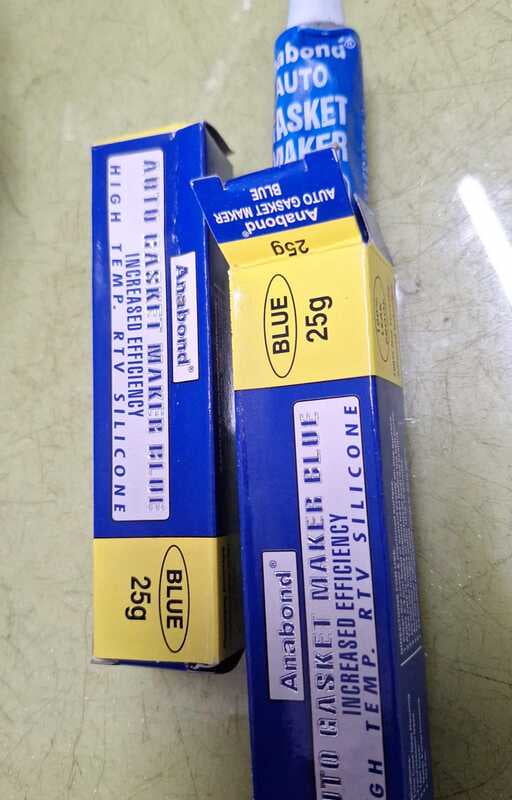 Anabond®
AUTO
GASKET
MAKER
AUTO GASKET MAKER BLUE
INCREASED EFFICIENCY
HIGH TEMP. RTV SILICONE
Anabond®
BLUE
25g
Anabond®
AUTO GASKET MAKER
BLUE
25g
BLUE
25g
AUTO GASKET MAKER BLUE
INCREASED EFFICIENCY
HIGH TEMP. RTV SILICONE
Anabond®